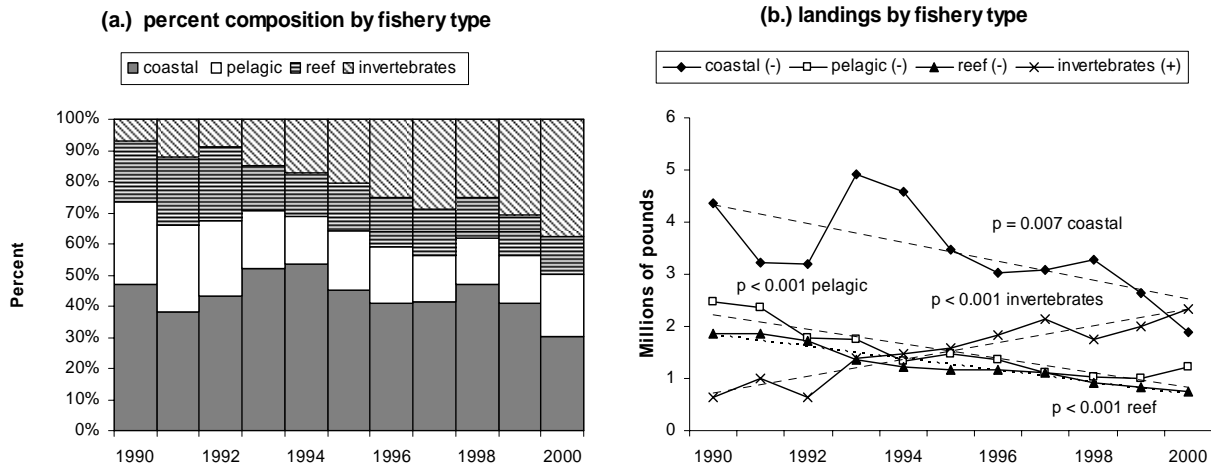 (a.) percent composition by fishery type
coastal pelagic reef invertebrates
100%
90%
80%
70%
60%
50%
40%
30%
20%
10%
0%
Percent
1990 1992 1994 1996 1998 2000
(b.) landings by fishery type
coastal (-) pelagic (-) reef (-) invertebrates (+)
6
5
4
3
2
1
0
Millions of pounds
p = 0.007 coastal
p < 0.001 pelagic
p < 0.001 invertebrates
p < 0.001 reef
1990 1992 1994 1996 1998 2000